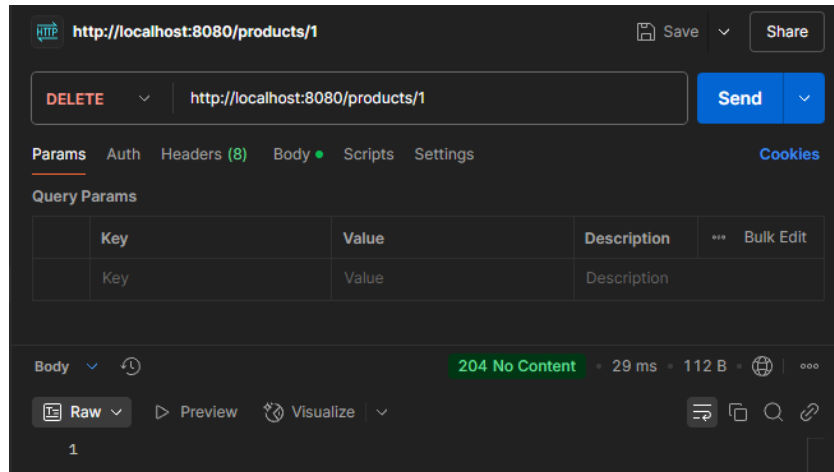 HTTP http://localhost:8080/products/1 Save Share
DELETE http://localhost:8080/products/1 Send
Params Auth Headers (8) Body Scripts Settings Cookies
Query Params
Key Value Description Bulk Edit
Key Value Description
Body 204 No Content 29 ms 112 B
Raw Preview Visualize
1